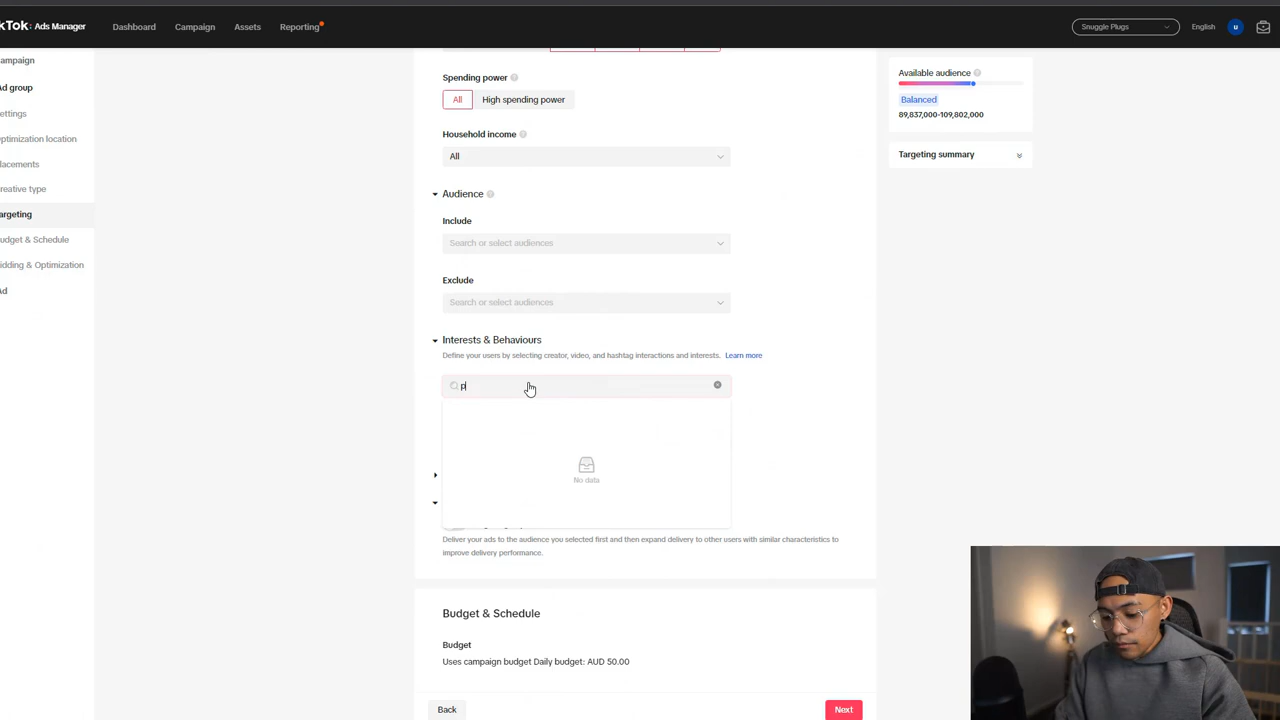 kTok: Ads Manager
Dashboard
Campaign
Assets
Reporting
Snuggle Plugs
English
u
ampaign
d group
ettings
ptimization location
lacements
reative type
argeting
udget & Schedule
idding & Optimization
d
Spending power
All
High spending power
Household income
All
Audience
Include
Search or select audiences
Exclude
Search or select audiences
Interests & Behaviours
Define your users by selecting creator, video, and hashtag interactions and interests. Learn more
p
No data
Deliver your ads to the audience you selected first and then expand delivery to other users with similar characteristics to
improve delivery performance.
Budget & Schedule
Budget
Uses campaign budget Daily budget: AUD 50.00
Back
Next
Available audience
Balanced
89,837,000-109,802,000
Targeting summary